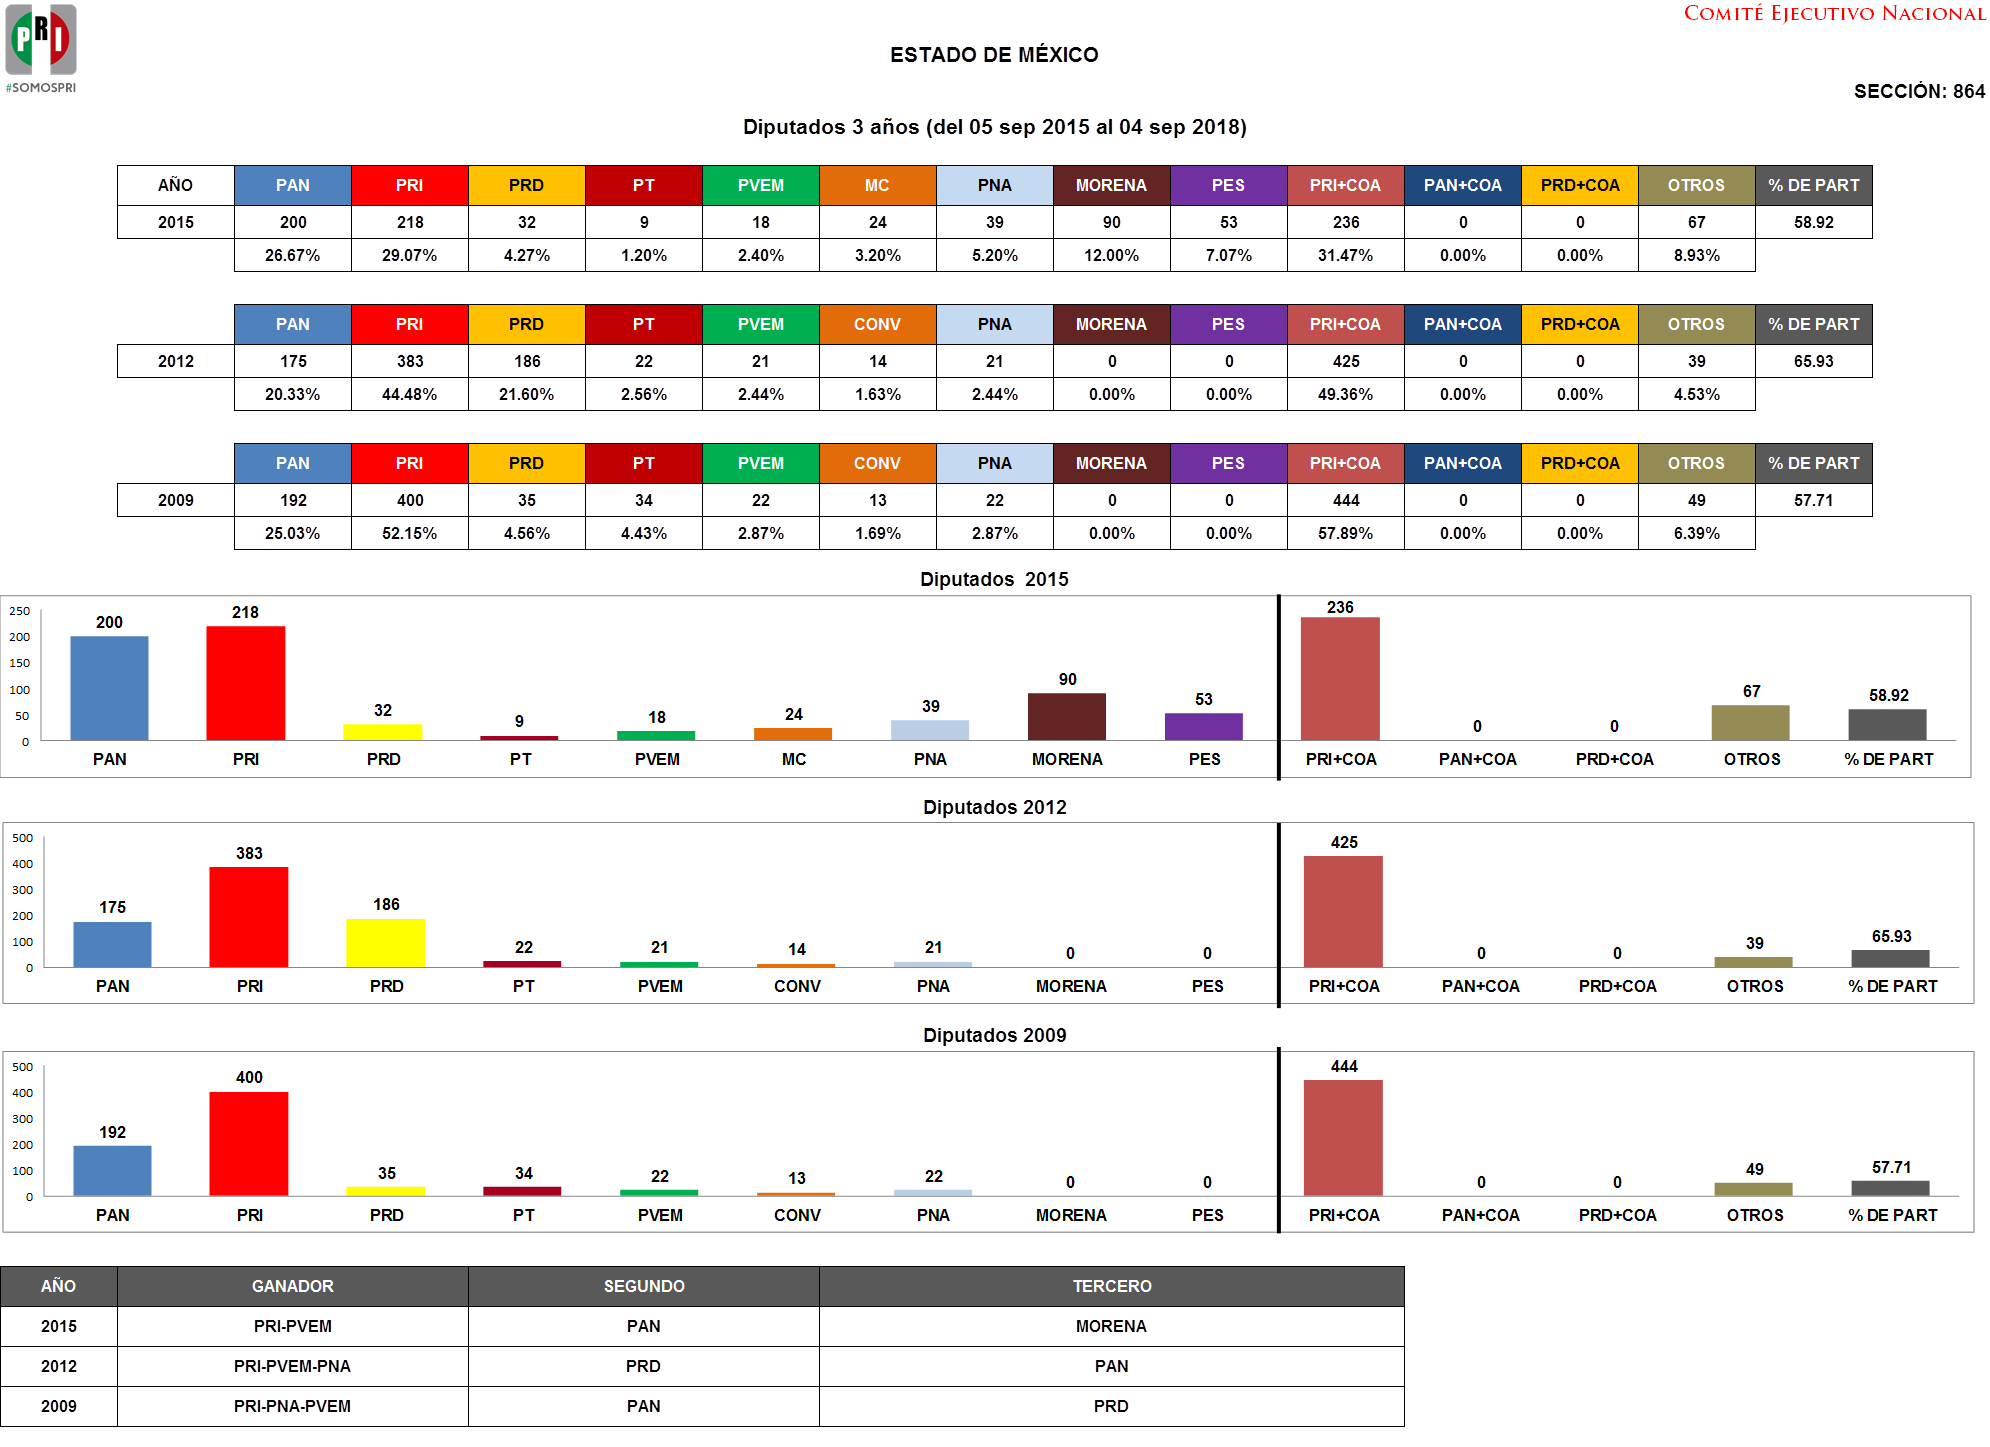 PRI
#SOMOSPRI
COMITÉ EJECUTIVO NACIONAL
ESTADO DE MÉXICO
SECCIÓN: 864
Diputados 3 años (del 05 sep 2015 al 04 sep 2018)
AÑO PAN PRI PRD PT PVEM MC PNA MORENA PES PRI+COA PAN+COA PRD+COA OTROS % DE PART
2015 200 218 32 9 18 24 39 90 53 236 0 0 67 58.92
26.67% 29.07% 4.27% 1.20% 2.40% 3.20% 5.20% 12.00% 7.07% 31.47% 0.00% 0.00% 8.93%
PAN PRI PRD PT PVEM CONV PNA MORENA PES PRI+COA PAN+COA PRD+COA OTROS % DE PART
2012 175 383 186 22 21 14 21 0 0 425 0 0 39 65.93
20.33% 44.48% 21.60% 2.56% 2.44% 1.63% 2.44% 0.00% 0.00% 49.36% 0.00% 0.00% 4.53%
PAN PRI PRD PT PVEM CONV PNA MORENA PES PRI+COA PAN+COA PRD+COA OTROS % DE PART
2009 192 400 35 34 22 13 22 0 0 444 0 0 49 57.71
25.03% 52.15% 4.56% 4.43% 2.87% 1.69% 2.87% 0.00% 0.00% 57.89% 0.00% 0.00% 6.39%
Diputados 2015
250
200
150
100
50
0
200 218 32 9 18 24 39 90 53 236 0 0 67 58.92
PAN PRI PRD PT PVEM MC PNA MORENA PES PRI+COA PAN+COA PRD+COA OTROS % DE PART
Diputados 2012
500
400
300
200
100
0
175 383 186 22 21 14 21 0 0 425 0 0 39 65.93
PAN PRI PRD PT PVEM CONV PNA MORENA PES PRI+COA PAN+COA PRD+COA OTROS % DE PART
Diputados 2009
500
400
300
200
100
0
192 400 35 34 22 13 22 0 0 444 0 0 49 57.71
PAN PRI PRD PT PVEM CONV PNA MORENA PES PRI+COA PAN+COA PRD+COA OTROS % DE PART
AÑO GANADOR SEGUNDO TERCERO
2015 PRI-PVEM PAN MORENA
2012 PRI-PVEM-PNA PRD PAN
2009 PRI-PNA-PVEM PAN PRD